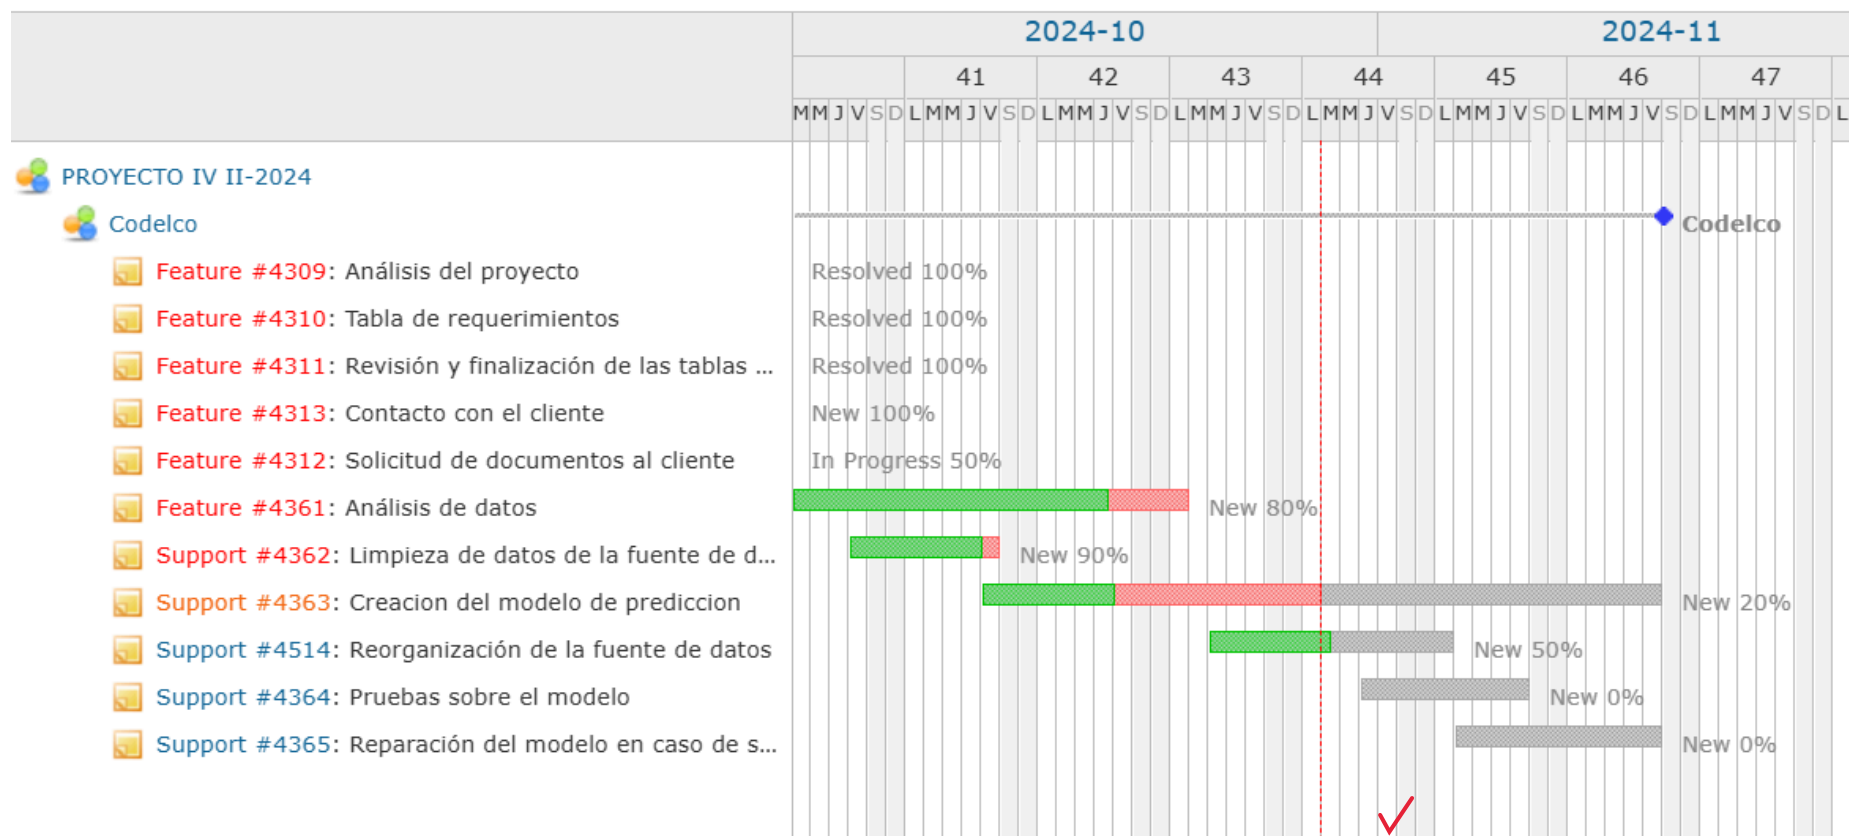 2024-10 2024-11
41 42 43 44 45 46 47
M M J V S D L M M J V S D L M M J V S D L M M J V S D L M M J V S D L M M J V S D L M M J V S D L M M J V S D L
PROYECTO IV II-2024
Codelco Codelco
Feature #4309: Análisis del proyecto Resolved 100%
Feature #4310: Tabla de requerimientos Resolved 100%
Feature #4311: Revisión y finalización de las tablas ... Resolved 100%
Feature #4313: Contacto con el cliente New 100%
Feature #4312: Solicitud de documentos al cliente In Progress 50%
Feature #4361: Análisis de datos New 80%
Support #4362: Limpieza de datos de la fuente de d... New 90%
Support #4363: Creacion del modelo de prediccion New 20%
Support #4514: Reorganización de la fuente de datos New 50%
Support #4364: Pruebas sobre el modelo New 0%
Support #4365: Reparación del modelo en caso de s... New 0%